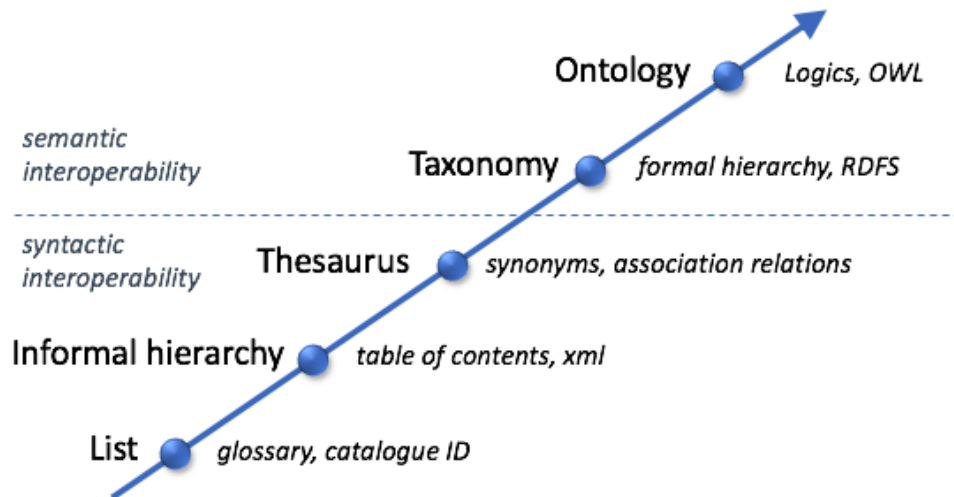 Ontology
Logics, OWL
semantic
interoperability
Taxonomy
formal hierarchy, RDFS
syntactic
interoperability
Thesaurus
synonyms, association relations
Informal hierarchy
table of contents, xml
List
glossary, catalogue ID